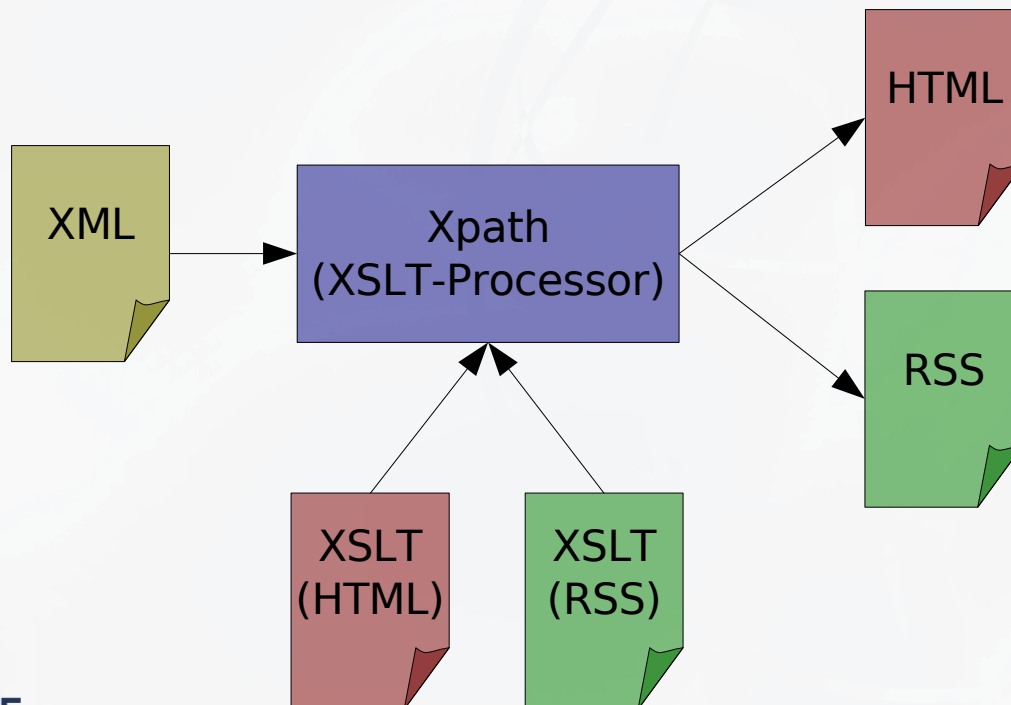 HTML
XML
Xpath
(XSLT-Processor)
RSS
XSLT
(HTML)
XSLT
(RSS)